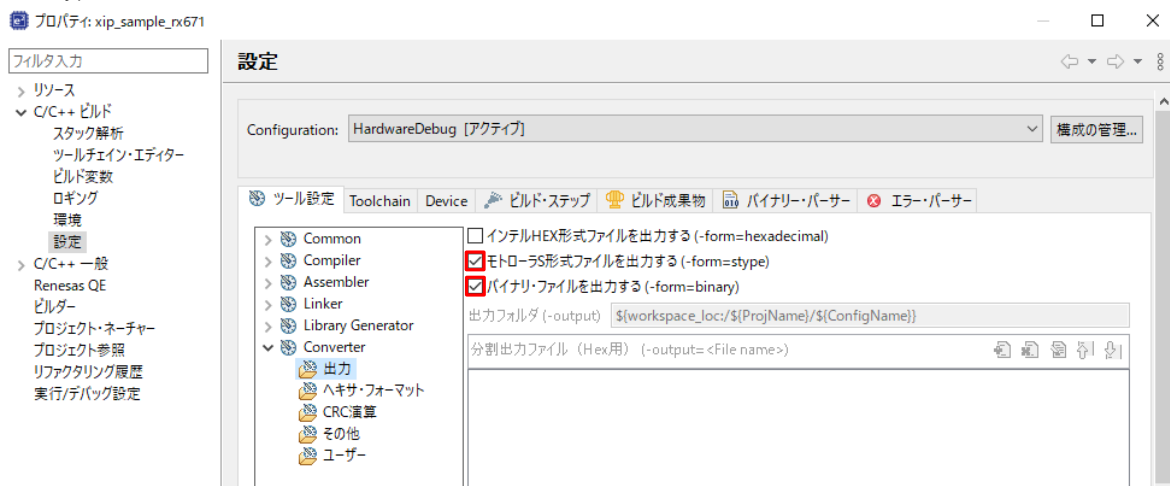 プロパティ: xip_sample_rx671
フィルタ入力
リソース
C/C++ ビルド
スタック解析
ツールチェイン・エディター
ビルド変数
ロギング
環境
設定
C/C++ 一般
Renesas QE
ビルダー
プロジェクト・ネーチャー
プロジェクト参照
リファクタリング履歴
実行/デバッグ設定
設定
Configuration: HardwareDebug [アクティブ] 構成の管理...
ツール設定 Toolchain Device ビルド・ステップ ビルド成果物 バイナリー・パーサー エラー・パーサー
Common
Compiler
Assembler
Linker
Library Generator
Converter
出力
ヘキサ・フォーマット
CRC演算
その他
ユーザー
インテルHEX形式ファイルを出力する (-form=hexadecimal)
モトローラS形式ファイルを出力する (-form=stype)
バイナリ・ファイルを出力する (-form=binary)
出力フォルダ (-output) ${workspace_loc:/${ProjName}/${ConfigName}}
分割出力ファイル（Hex用） (-output=<File name>)